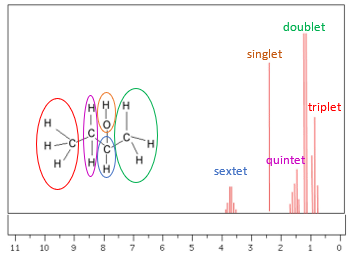 doublet
singlet
triplet
quintet
sextet
H H H H
O
H C C H
H C C H
H H H H
11 10 9 8 7 6 5 4 3 2 1 0